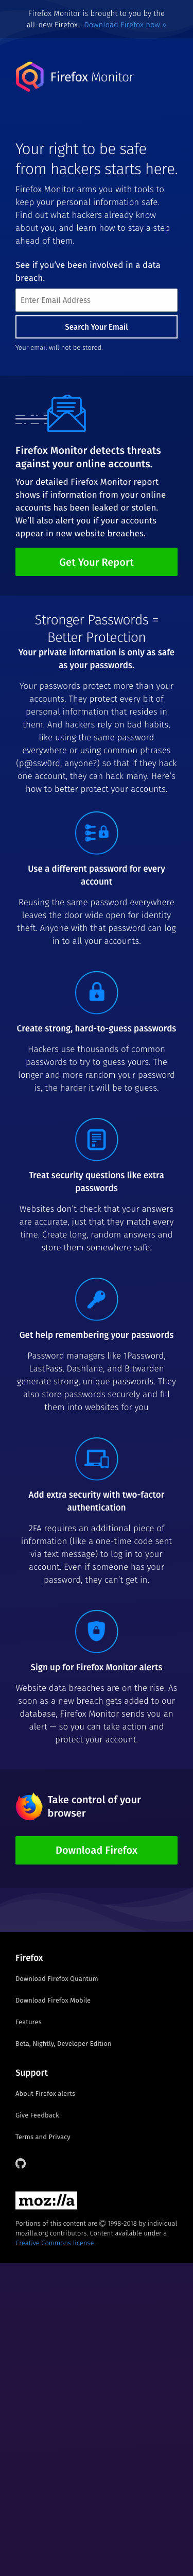 Firefox Monitor is brought to you by the
all-new Firefox. Download Firefox now »
Firefox Monitor
Your right to be safe
from hackers starts here.
Firefox Monitor arms you with tools to
keep your personal information safe.
Find out what hackers already know
about you, and learn how to stay a step
ahead of them.
See if you’ve been involved in a data
breach.
Enter Email Address
Search Your Email
Your email will not be stored.
Firefox Monitor detects threats
against your online accounts.
Your detailed Firefox Monitor report
shows if information from your online
accounts has been leaked or stolen.
We’ll also alert you if your accounts
appear in new website breaches.
Get Your Report
Stronger Passwords =
Better Protection
Your private information is only as safe
as your passwords.
Your passwords protect more than your
accounts. They protect every bit of
personal information that resides in
them. And hackers rely on bad habits,
like using the same password
everywhere or using common phrases
(p@ssw0rd, anyone?) so that if they hack
one account, they can hack many. Here’s
how to better protect your accounts.
Use a different password for every
account
Reusing the same password everywhere
leaves the door wide open for identity
theft. Anyone with that password can log
in to all your accounts.
Create strong, hard-to-guess passwords
Hackers use thousands of common
passwords to try to guess yours. The
longer and more random your password
is, the harder it will be to guess.
Treat security questions like extra
passwords
Websites don’t check that your answers
are accurate, just that they match every
time. Create long, random answers and
store them somewhere safe.
Get help remembering your passwords
Password managers like 1Password,
LastPass, Dashlane, and Bitwarden
generate strong, unique passwords. They
also store passwords securely and fill
them into websites for you
Add extra security with two-factor
authentication
2FA requires an additional piece of
information (like a one-time code sent
via text message) to log in to your
account. Even if someone has your
password, they can’t get in.
Sign up for Firefox Monitor alerts
Website data breaches are on the rise. As
soon as a new breach gets added to our
database, Firefox Monitor sends you an
alert — so you can take action and
protect your account.
Take control of your
browser
Download Firefox
Firefox
Download Firefox Quantum
Download Firefox Mobile
Features
Beta, Nightly, Developer Edition
Support
About Firefox alerts
Give Feedback
Terms and Privacy
moz://a
Portions of this content are © 1998-2018 by individual
mozilla.org contributors. Content available under a
Creative Commons license.